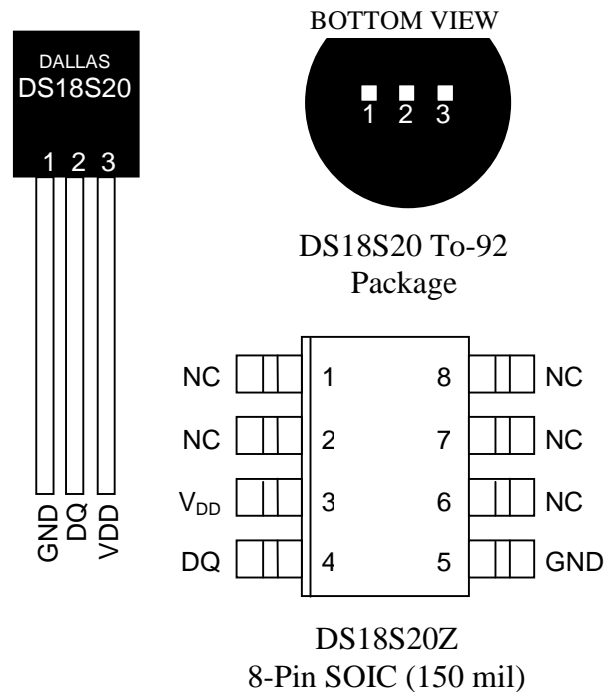 DALLAS
DS18S20
1 2 3
GND
DQ
VDD
BOTTOM VIEW
1 2 3
DS18S20 To-92
Package
NC 1 8 NC
NC 2 7 NC
VDD 3 6 NC
DQ 4 5 GND
DS18S20Z
8-Pin SOIC (150 mil)